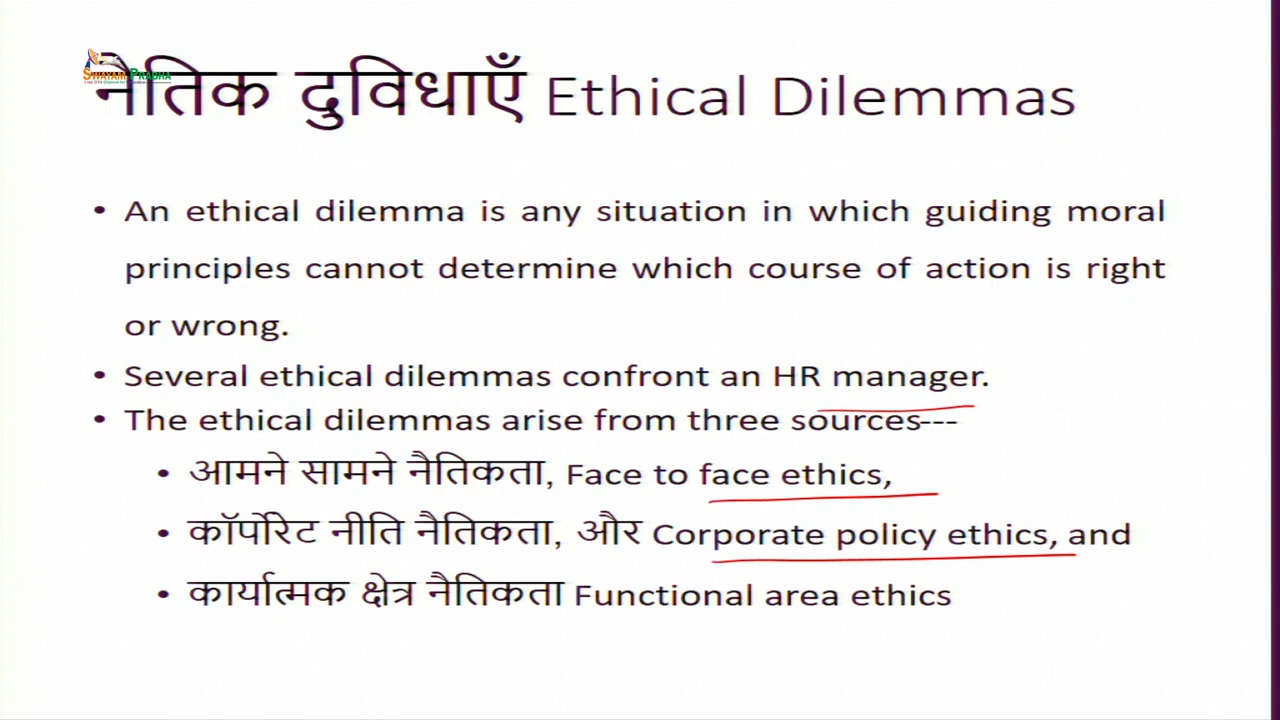 SWAYAM PRABHA
नैतिक दुविधाएँ Ethical Dilemmas
• An ethical dilemma is any situation in which guiding moral
principles cannot determine which course of action is right
or wrong.
• Several ethical dilemmas confront an HR manager.
• The ethical dilemmas arise from three sources---
• आमने सामने नैतिकता, Face to face ethics,
• कॉर्पोरेट नीति नैतिकता, और Corporate policy ethics, and
• कार्यात्मक क्षेत्र नैतिकता Functional area ethics